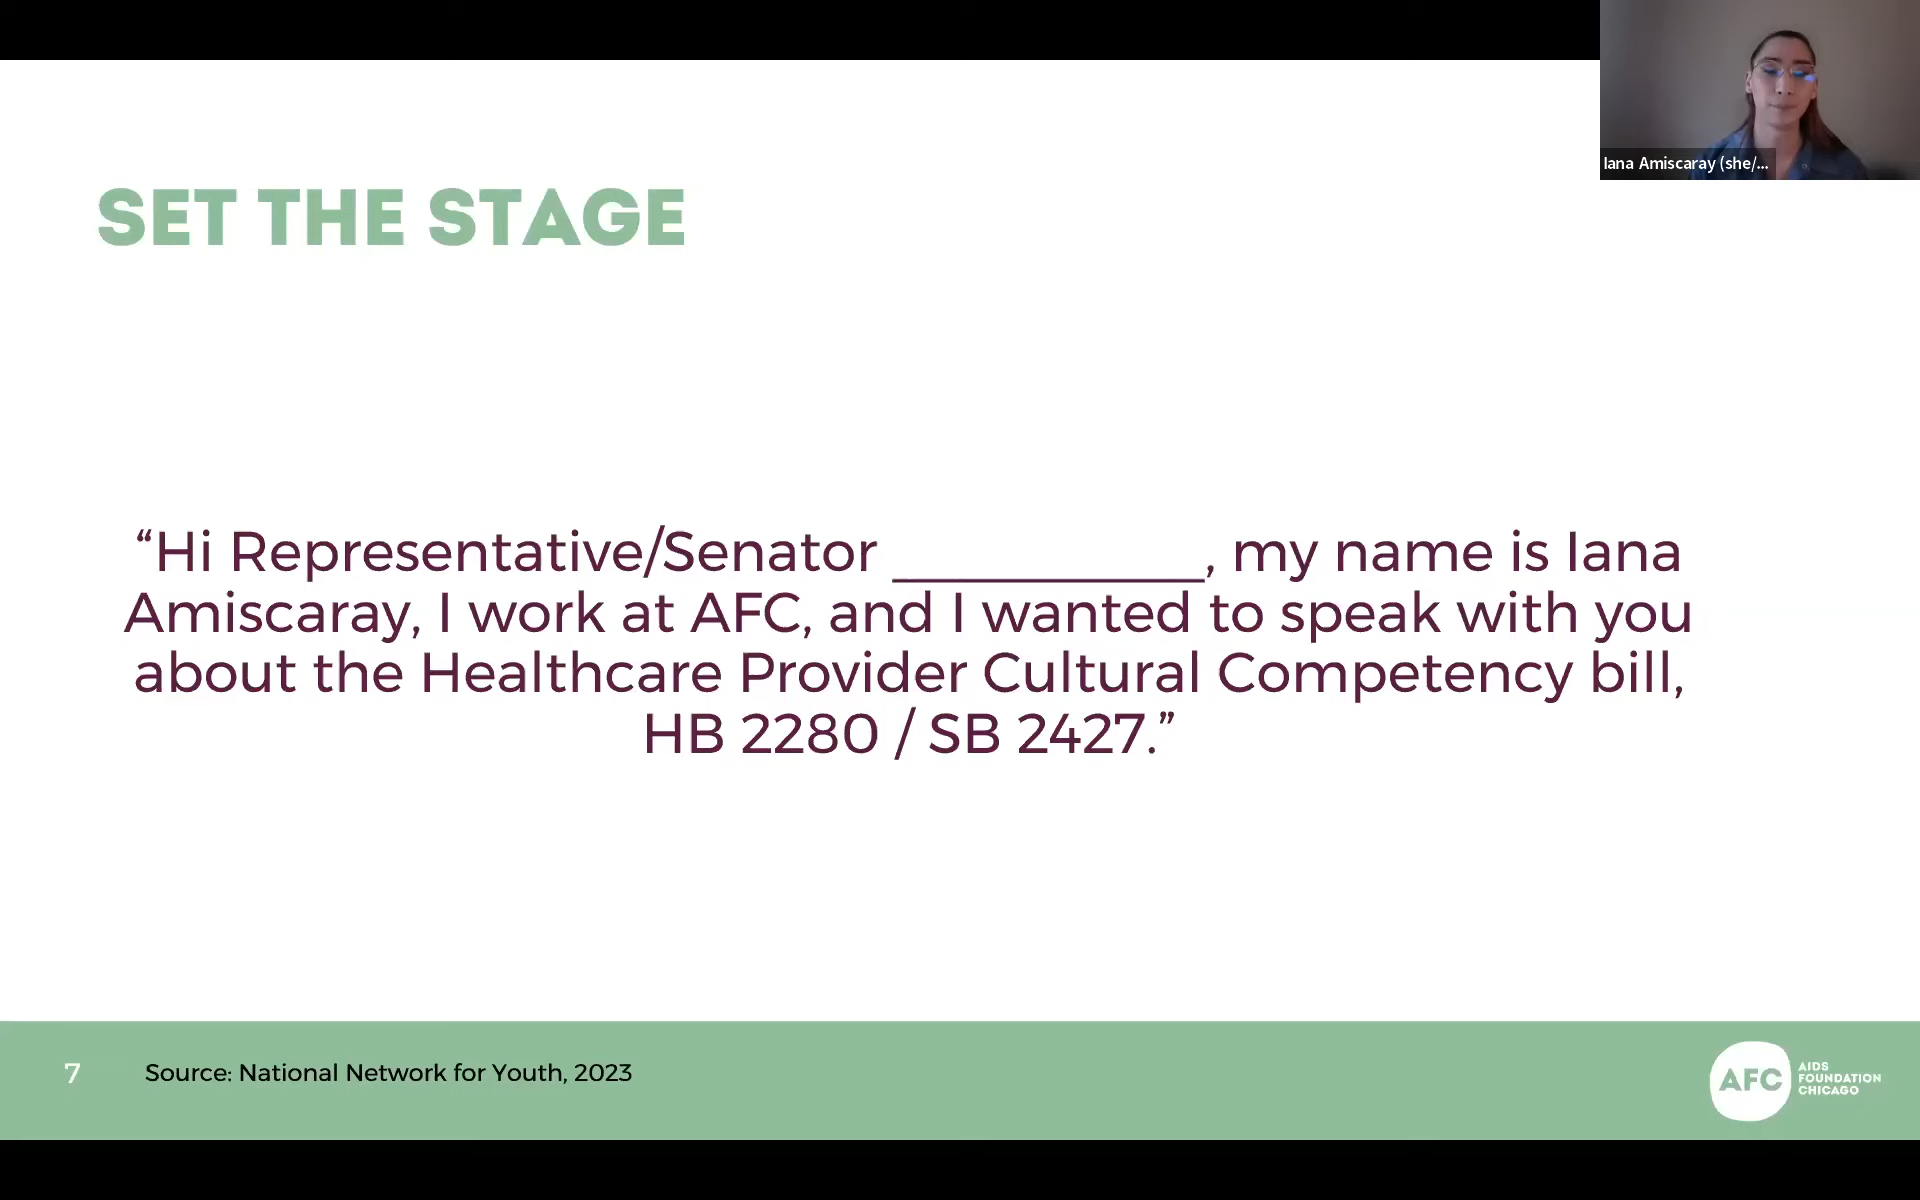 Iana Amiscaray (she/...
SET THE STAGE
“Hi Representative/Senator ___________, my name is Iana
Amiscaray, I work at AFC, and I wanted to speak with you
about the Healthcare Provider Cultural Competency bill,
HB 2280 / SB 2427.”
7
Source: National Network for Youth, 2023
AFC
AIDS
FOUNDATION
CHICAGO